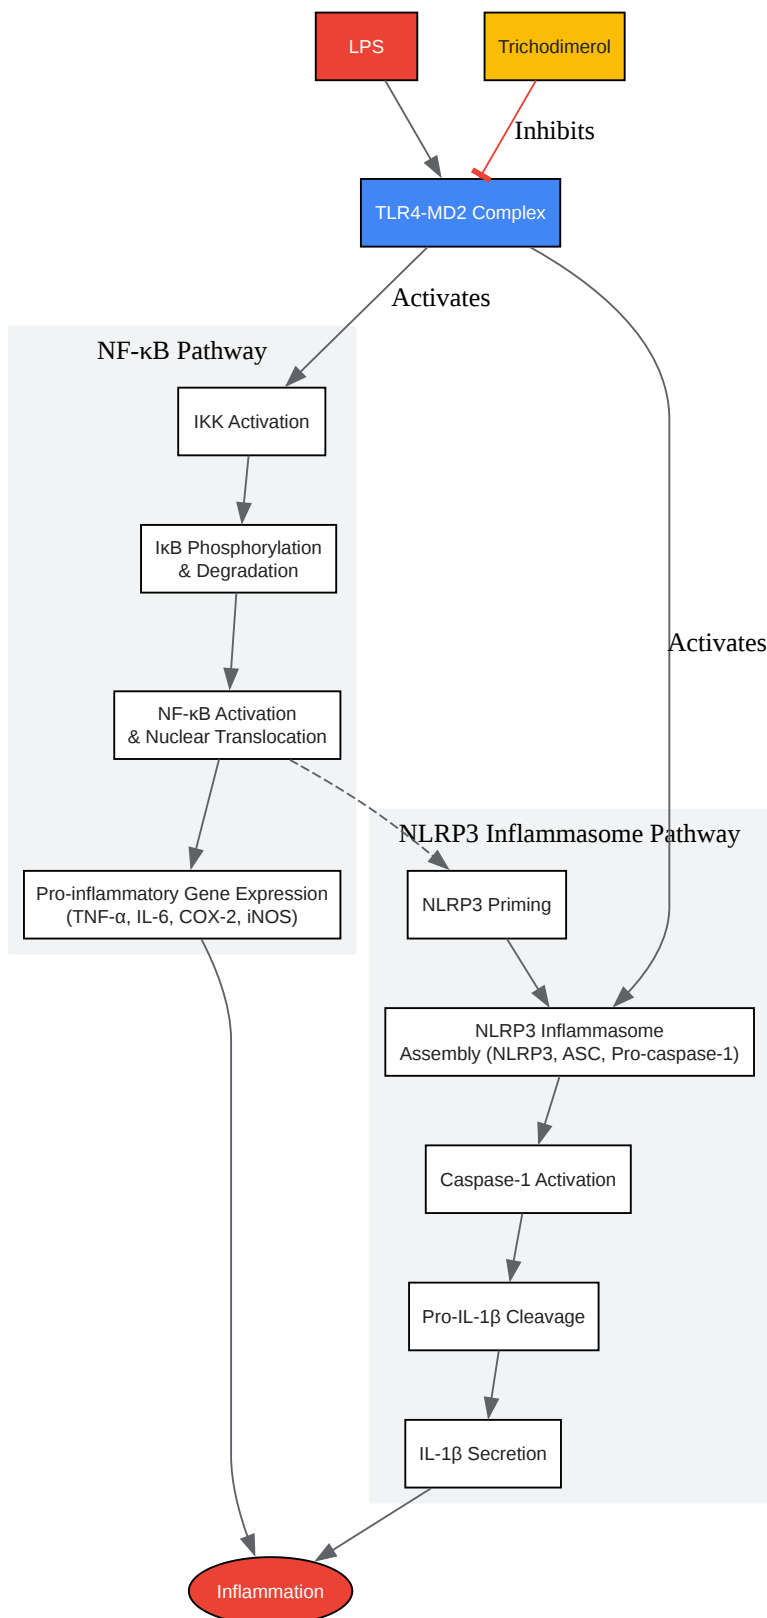 LPS
Trichodimerol
Inhibits
TLR4-MD2 Complex
Activates
NF-κB Pathway
IKK Activation
IκB Phosphorylation
& Degradation
Activates
NF-κB Activation
& Nuclear Translocation
NLRP3 Inflammasome Pathway
Pro-inflammatory Gene Expression
(TNF-α, IL-6, COX-2, iNOS)
NLRP3 Priming
NLRP3 Inflammasome
Assembly (NLRP3, ASC, Pro-caspase-1)
Caspase-1 Activation
Pro-IL-1β Cleavage
IL-1β Secretion
Inflammation